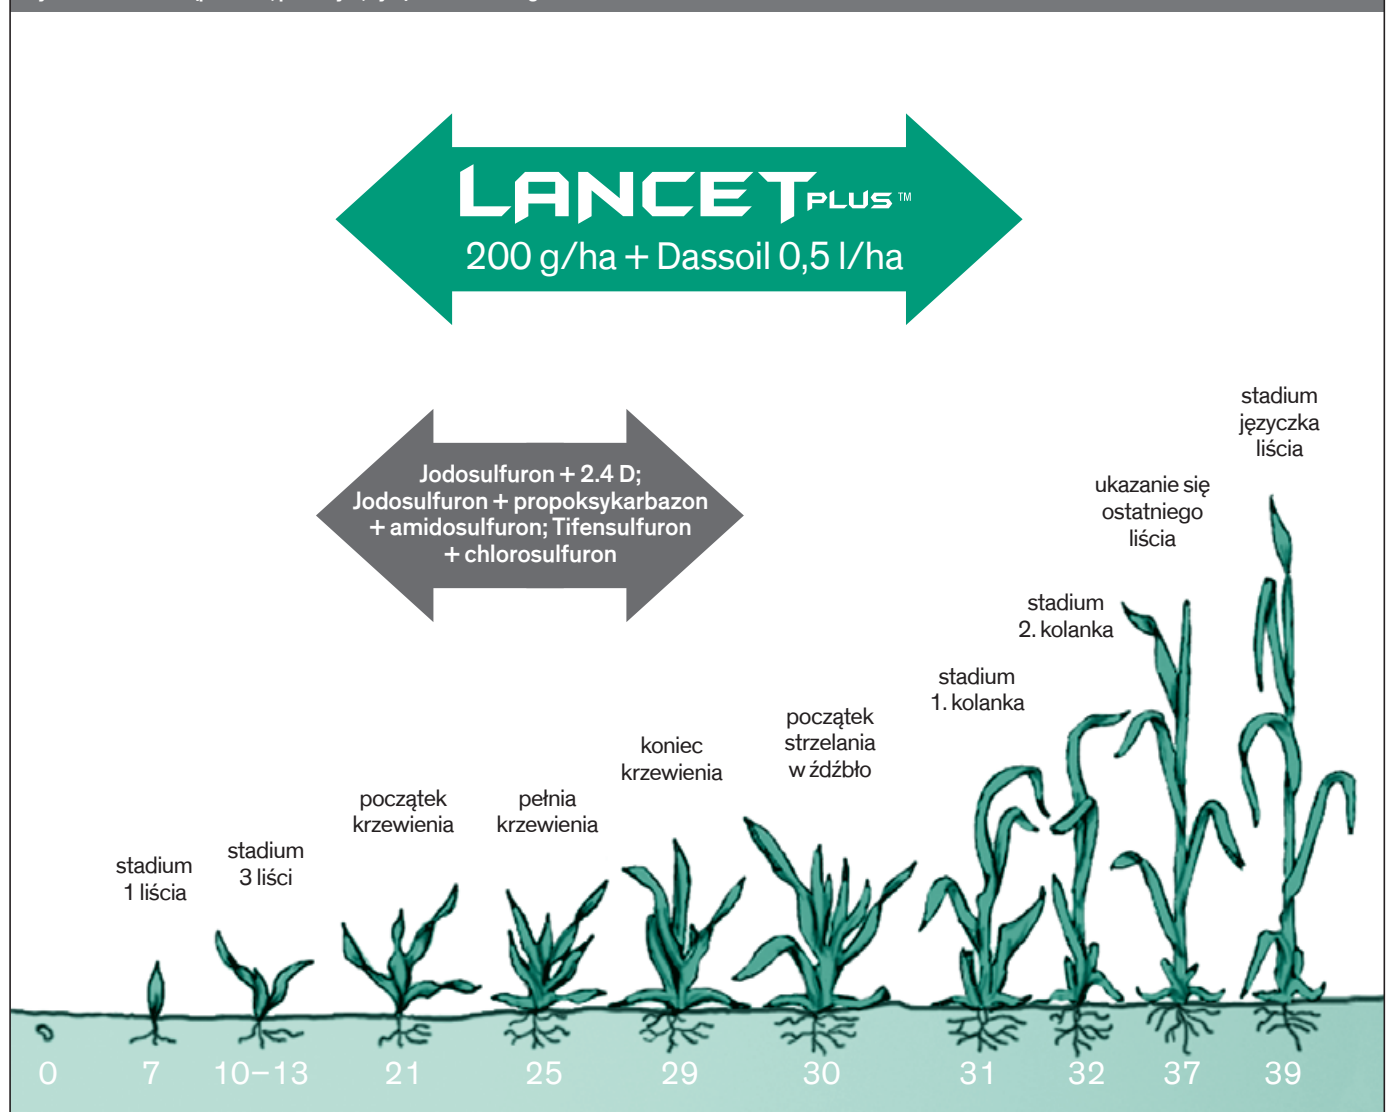 LANCET PLUS™
200 g/ha + Dassoil 0,5 l/ha
Jodosulfuron + 2.4 D;
Jodosulfuron + propoksykarbazon
+ amidosulfuron; Tifensulfuron
+ chlorosulfuron
stadium
1 liścia
stadium
3 liści
początek
krzewienia
pełnia
krzewienia
koniec
krzewienia
początek
strzelania
w źdźbło
stadium
1. kolanka
stadium
2. kolanka
ukazanie się
ostatniego
liścia
stadium
języczka
liścia
0 7 10–13 21 25 29 30 31 32 37 39